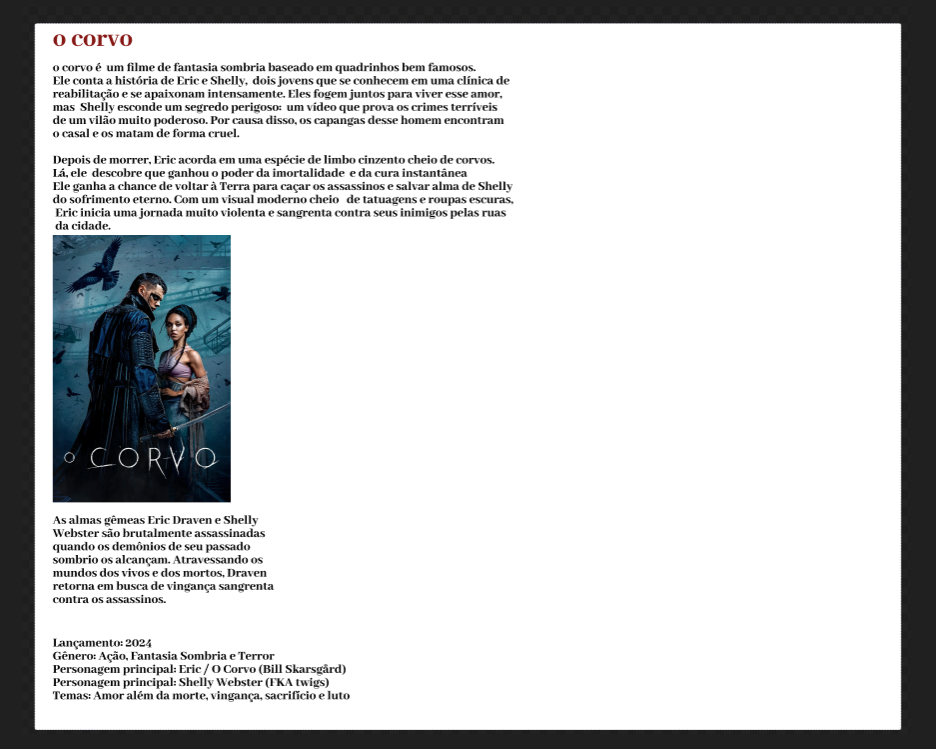 o corvo
o corvo é um filme de fantasia sombria baseado em quadrinhos bem famosos.
Ele conta a história de Eric e Shelly, dois jovens que se conhecem em uma clínica de
reabilitação e se apaixonam intensamente. Eles fogem juntos para viver esse amor,
mas Shelly esconde um segredo perigoso: um vídeo que prova os crimes terríveis
de um vilão muito poderoso. Por causa disso, os capangas desse homem encontram
o casal e os matam de forma cruel.
Depois de morrer, Eric acorda em uma espécie de limbo cinzento cheio de corvos.
Lá, ele descobre que ganhou o poder da imortalidade e da cura instantânea
Ele ganha a chance de voltar à Terra para caçar os assassinos e salvar alma de Shelly
do sofrimento eterno. Com um visual moderno cheio de tatuagens e roupas escuras,
Eric inicia uma jornada muito violenta e sangrenta contra seus inimigos pelas ruas
da cidade.
O CORVO
As almas gêmeas Eric Draven e Shelly
Webster são brutalmente assassinadas
quando os demônios de seu passado
sombrio os alcançam. Atravessando os
mundos dos vivos e dos mortos, Draven
retorna em busca de vingança sangrenta
contra os assassinos.
Lançamento: 2024
Gênero: Ação, Fantasia Sombria e Terror
Personagem principal: Eric / O Corvo (Bill Skarsgård)
Personagem principal: Shelly Webster (FKA twigs)
Temas: Amor além da morte, vingança, sacrifício e luto